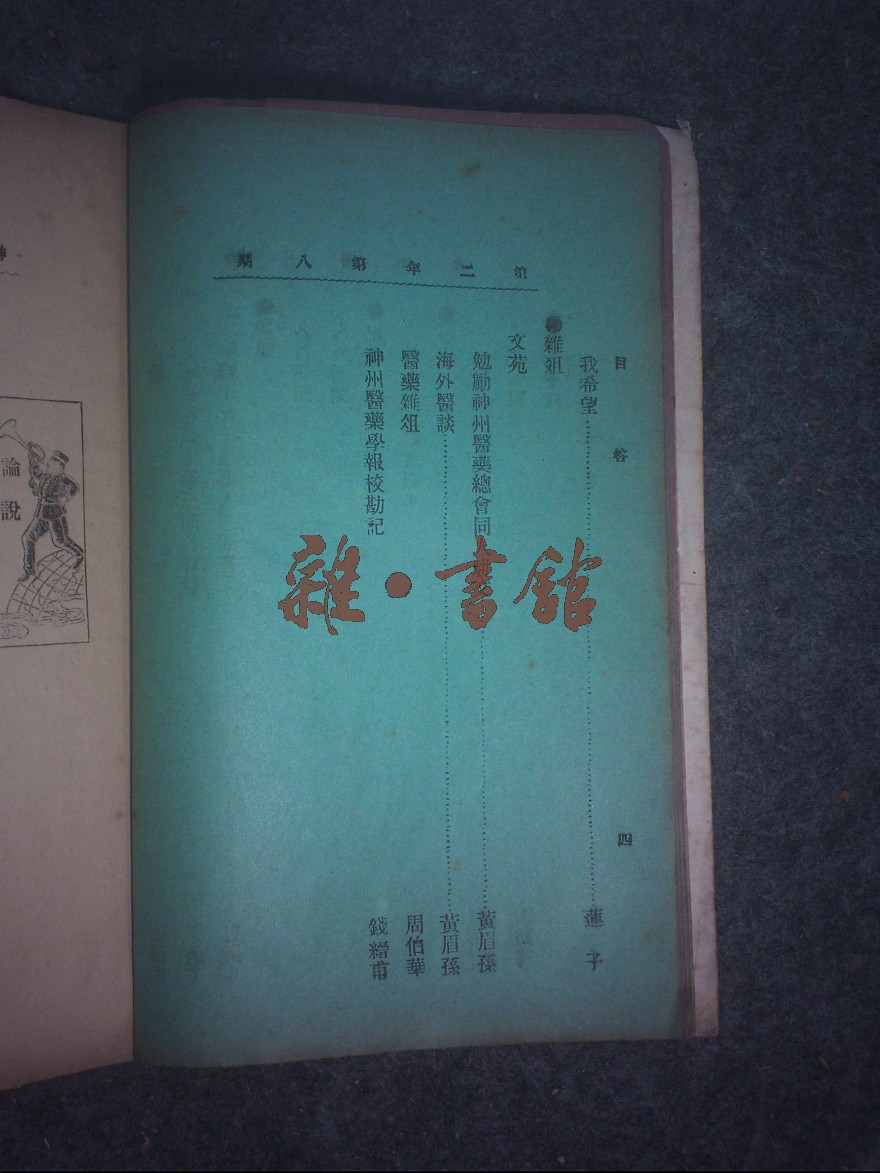 目 答 四
我希望 蓮子
●雜俎
文苑
勉勵神州醫藥總會同 黃眉孫
海外醫談 黃眉孫
醫藥雜俎 周伯華
神州醫藥學報校勘記 錢縉甫
第二年第八期
雜·書館
神
論說